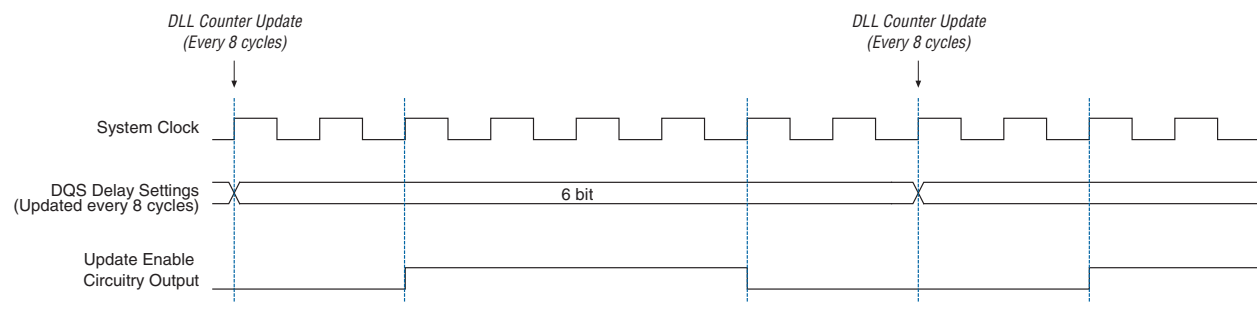 DLL Counter Update
(Every 8 cycles)
DLL Counter Update
(Every 8 cycles)
System Clock
DQS Delay Settings
(Updated every 8 cycles)
6 bit
Update Enable
Circuitry Output